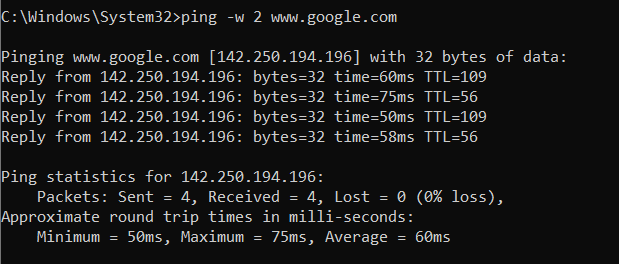 C:\Windows\System32>ping -w 2 www.google.com
Pinging www.google.com [142.250.194.196] with 32 bytes of data:
Reply from 142.250.194.196: bytes=32 time=60ms TTL=109
Reply from 142.250.194.196: bytes=32 time=75ms TTL=56
Reply from 142.250.194.196: bytes=32 time=50ms TTL=109
Reply from 142.250.194.196: bytes=32 time=58ms TTL=56
Ping statistics for 142.250.194.196:
    Packets: Sent = 4, Received = 4, Lost = 0 (0% loss),
Approximate round trip times in milli-seconds:
    Minimum = 50ms, Maximum = 75ms, Average = 60ms